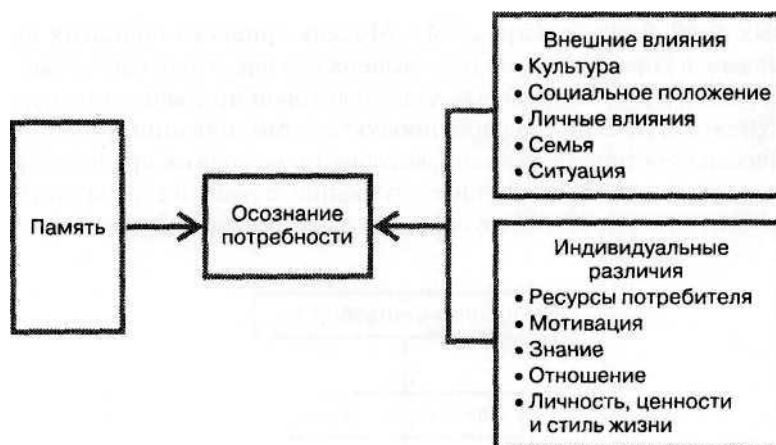 Память
Осознание
потребности
Внешние влияния
• Культура
• Социальное положение
• Личные влияния
• Семья
• Ситуация
Индивидуальные
различия
• Ресурсы потребителя
• Мотивация
• Знание
• Отношение
• Личность, ценности
и стиль жизни